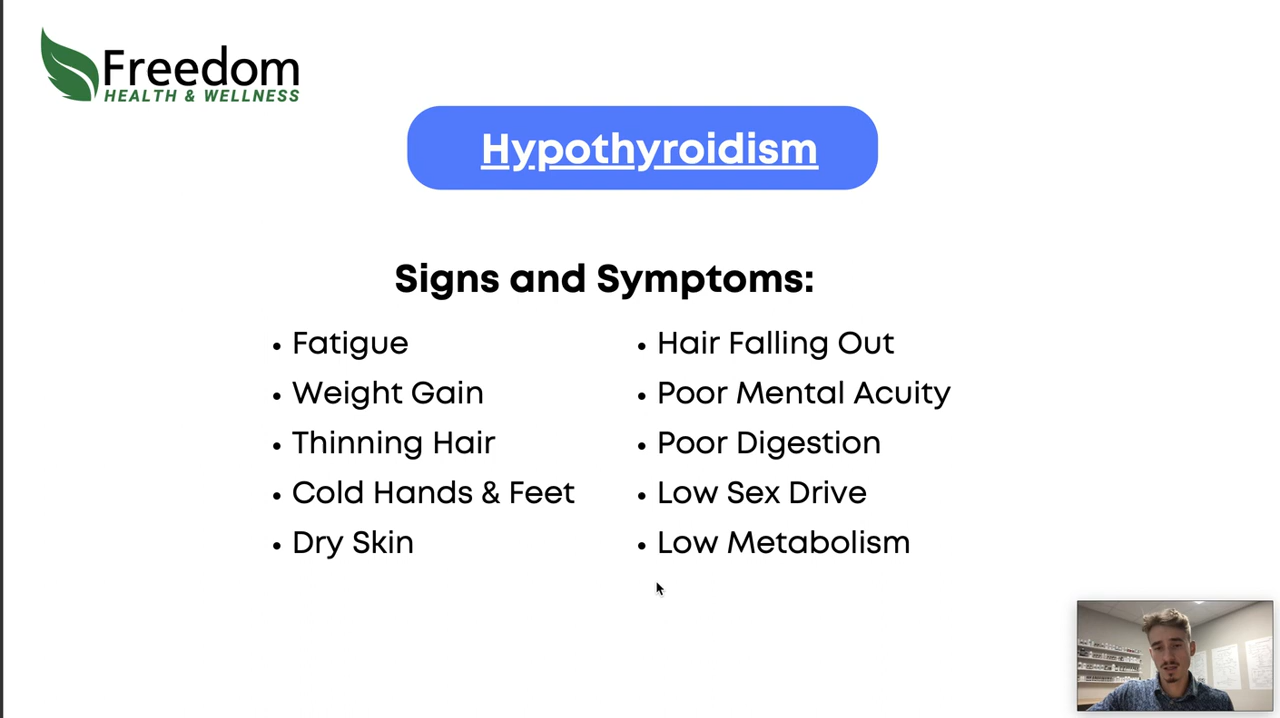 Freedom
HEALTH & WELLNESS
Hypothyroidism
Signs and Symptoms:
• Fatigue
• Weight Gain
• Thinning Hair
• Cold Hands & Feet
• Dry Skin
• Hair Falling Out
• Poor Mental Acuity
• Poor Digestion
• Low Sex Drive
• Low Metabolism